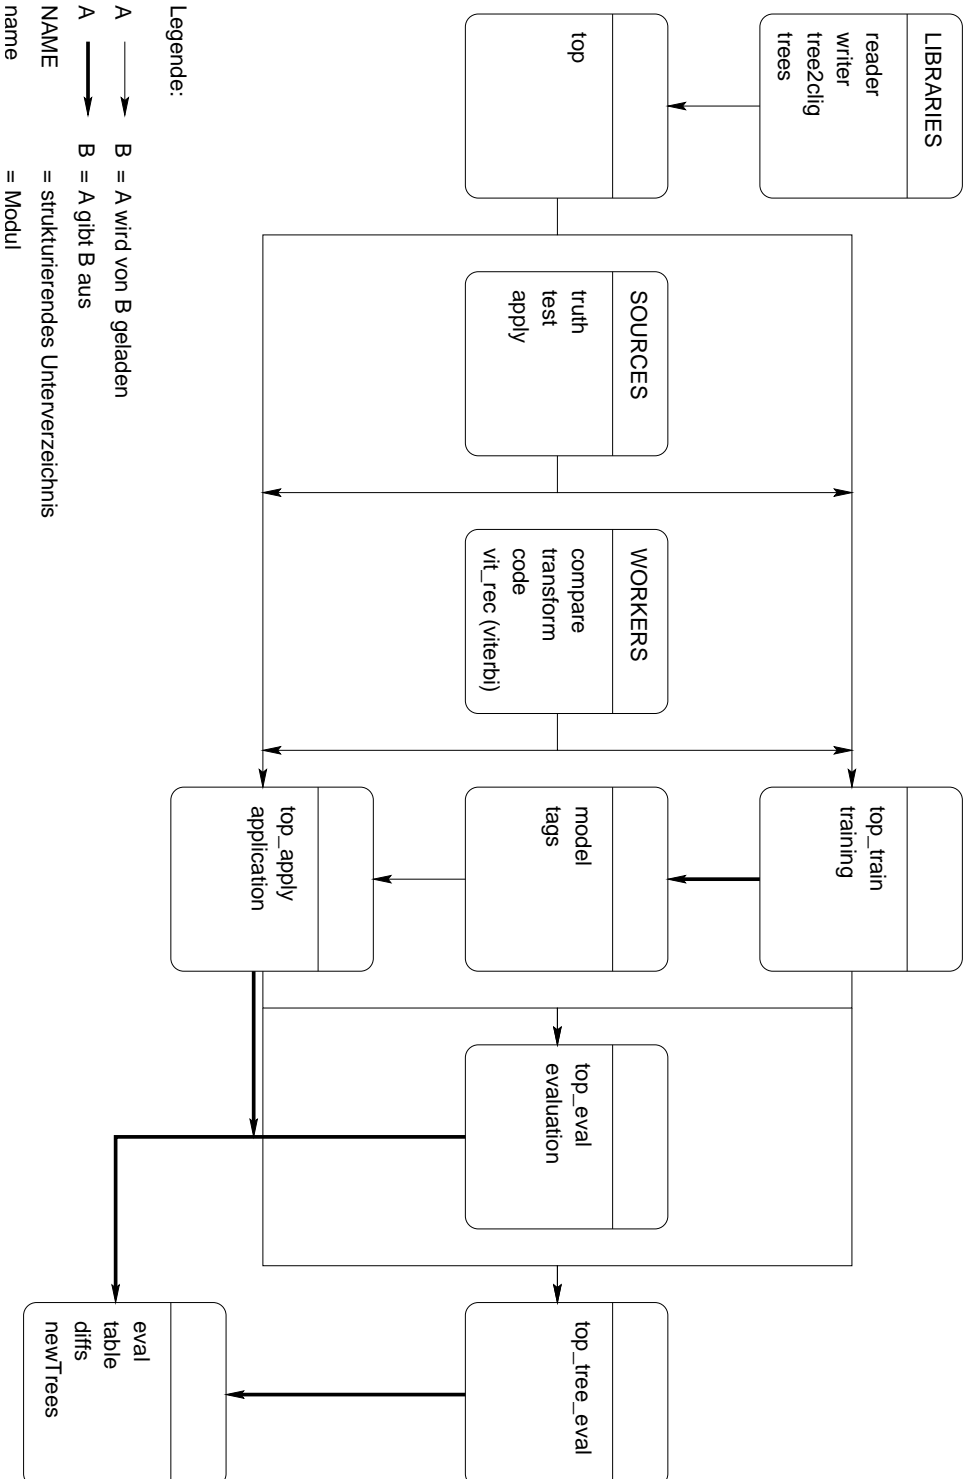 LIBRARIES
reader
writer
tree2clig
trees
top
SOURCES
truth
test
apply
WORKERS
compare
transform
code
vit_rec (viterbi)
top_train
training
model
tags
top_apply
application
top_eval
evaluation
top_tree_eval
eval
table
diffs
newTrees
Legende:
A B = A wird von B geladen
A B = A gibt B aus
NAME = strukturierendes Unterverzeichnis
name = Modul